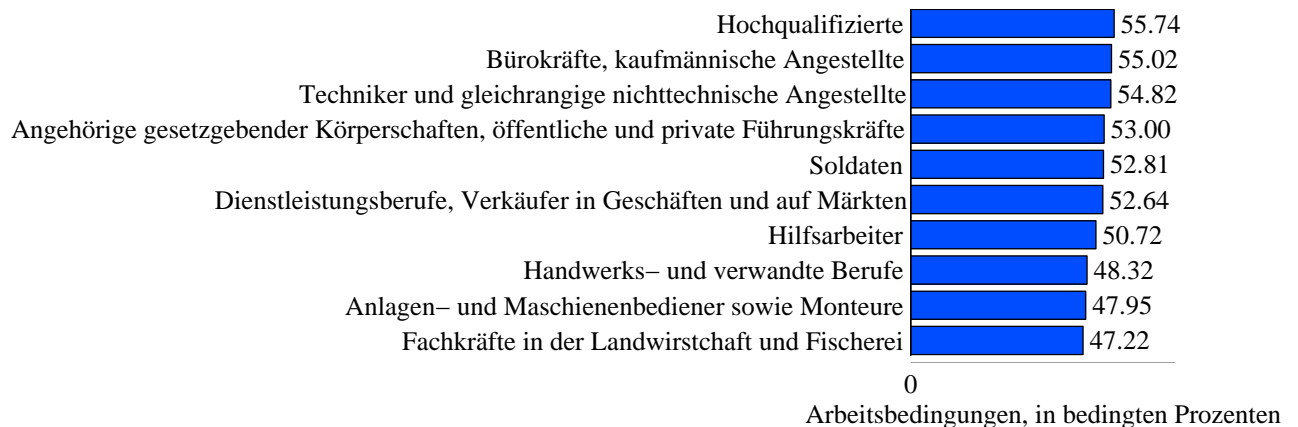 Hochqualifizierte 55.74
Bürokräfte, kaufmännische Angestellte 55.02
Techniker und gleichrangige nichttechnische Angestellte 54.82
Angehörige gesetzgebender Körperschaften, öffentliche und private Führungskräfte 53.00
Soldaten 52.81
Dienstleistungsberufe, Verkäufer in Geschäften und auf Märkten 52.64
Hilfsarbeiter 50.72
Handwerks− und verwandte Berufe 48.32
Anlagen− und Maschienenbediener sowie Monteure 47.95
Fachkräfte in der Landwirstchaft und Fischerei 47.22
0
Arbeitsbedingungen, in bedingten Prozenten